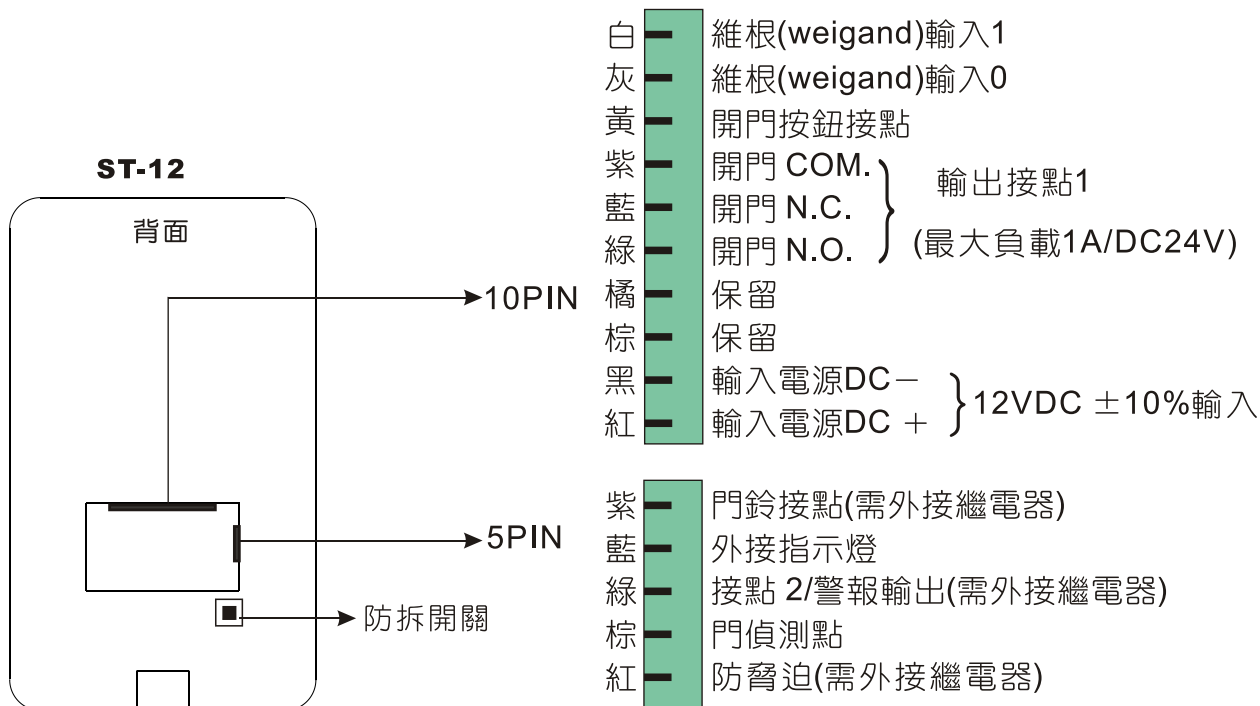 ST-12
背面
10PIN
5PIN
防拆開關
白 維根(weigand)輸入1
灰 維根(weigand)輸入0
黃 開門按鈕接點
紫 開門 COM.
藍 開門 N.C.
綠 開門 N.O.
輸出接點1
(最大負載1A/DC24V)
橘 保留
棕 保留
黑 輸入電源DC－
紅 輸入電源DC＋
12VDC ±10%輸入
紫 門鈴接點(需外接繼電器)
藍 外接指示燈
綠 接點 2/警報輸出(需外接繼電器)
棕 門偵測點
紅 防脅迫(需外接繼電器)